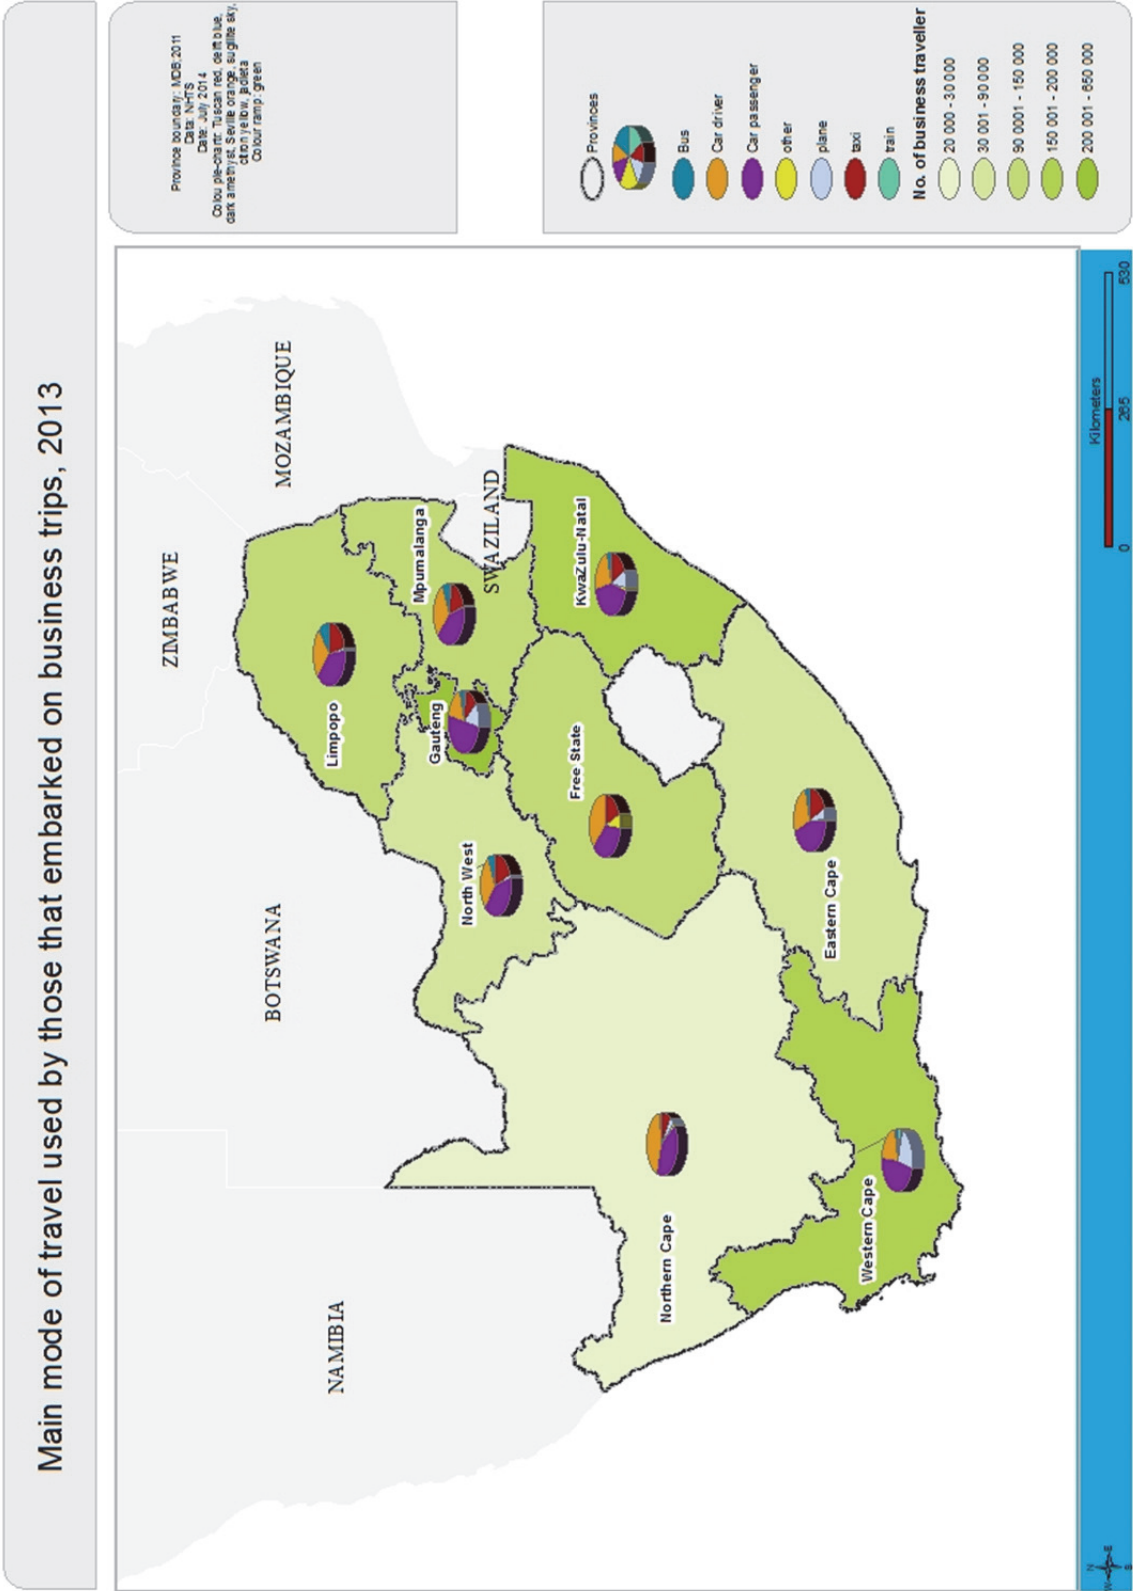 Main mode of travel used by those that embarked on business trips, 2013
Province boundary: MDB:2011
Data: NHTS
Date: July 2014
Colou pie-chart: Tuscan red, delft blue,
dark amethyst, Seville orange, sugilite sky,
citron yellow, jadieta
Colour ramp: green
ZIMBABWE
MOZAMBIQUE
BOTSWANA
NAMIBIA
SWAZILAND
Limpopo
Mpumalanga
Gauteng
North West
Free State
KwaZulu-Natal
Northern Cape
Eastern Cape
Western Cape
Provinces
Bus
Car driver
Car passenger
other
plane
taxi
train
No. of business traveller
20 000 - 30 000
30 001 - 90 000
90 0001 - 150 000
150 001 - 200 000
200 001 - 650 000
Kilometers
0 265 530
N
W E
S